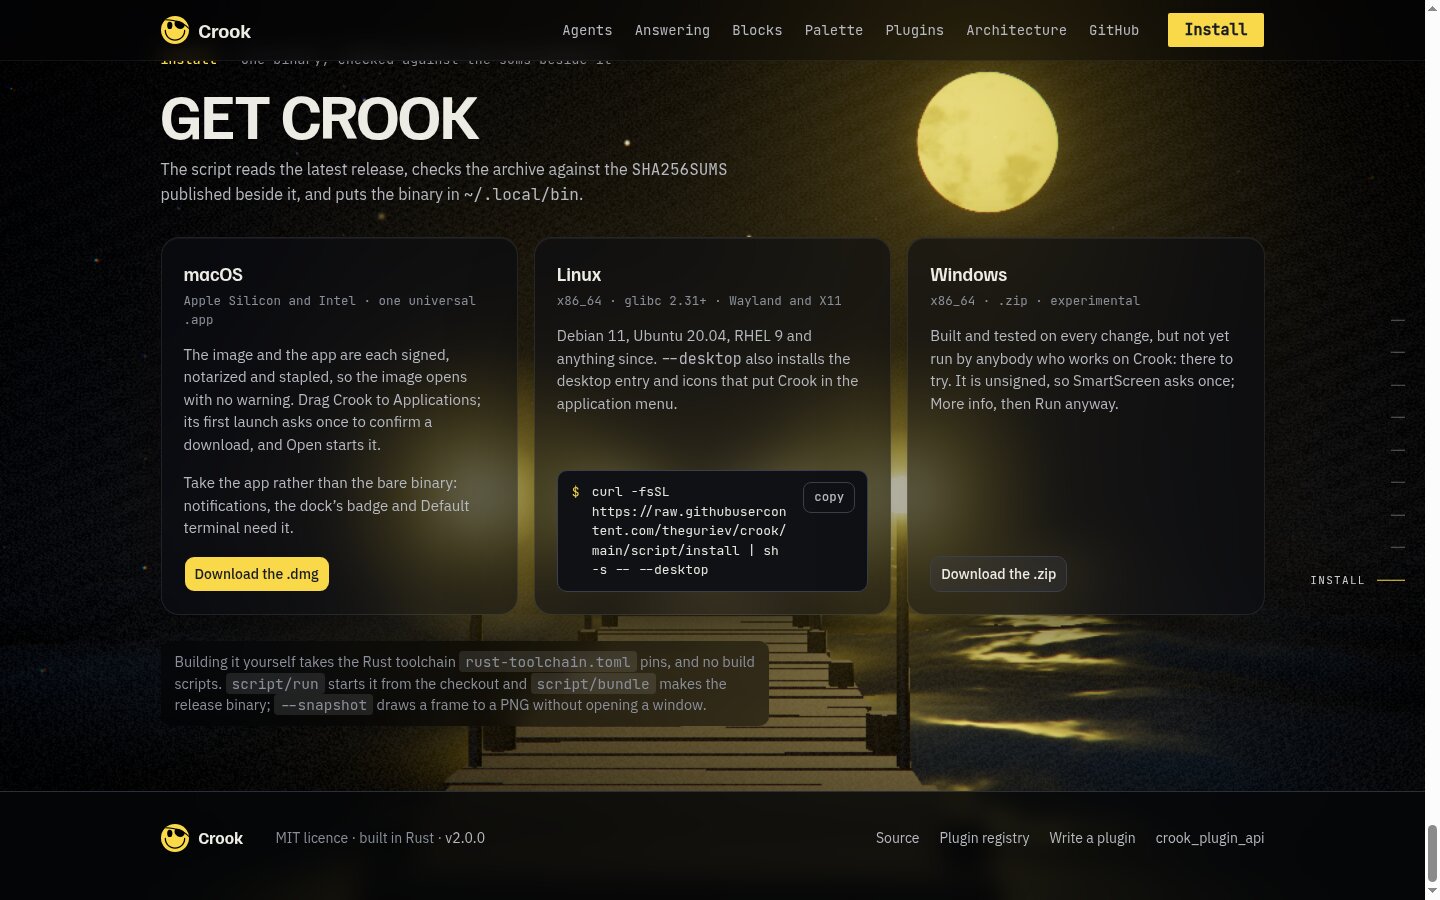 Crook
Agents Answering Blocks Palette Plugins Architecture GitHub Install
GET CROOK
The script reads the latest release, checks the archive against the SHA256SUMS
published beside it, and puts the binary in ~/.local/bin.
macOS
Apple Silicon and Intel · one universal
.app
The image and the app are each signed,
notarized and stapled, so the image opens
with no warning. Drag Crook to Applications;
its first launch asks once to confirm a
download, and Open starts it.
Take the app rather than the bare binary:
notifications, the dock’s badge and Default
terminal need it.
Download the .dmg
Linux
x86_64 · glibc 2.31+ · Wayland and X11
Debian 11, Ubuntu 20.04, RHEL 9 and
anything since. --desktop also installs the
desktop entry and icons that put Crook in the
application menu.
$ curl -fsSL
https://raw.githubusercon
tent.com/theguriev/crook/
main/script/install | sh
-s -- --desktop
copy
Windows
x86_64 · .zip · experimental
Built and tested on every change, but not yet
run by anybody who works on Crook: there to
try. It is unsigned, so SmartScreen asks once;
More info, then Run anyway.
Download the .zip
INSTALL
Building it yourself takes the Rust toolchain rust-toolchain.toml pins, and no build
scripts. script/run starts it from the checkout and script/bundle makes the
release binary; --snapshot draws a frame to a PNG without opening a window.
Crook
MIT licence · built in Rust · v2.0.0
Source Plugin registry Write a plugin crook_plugin_api